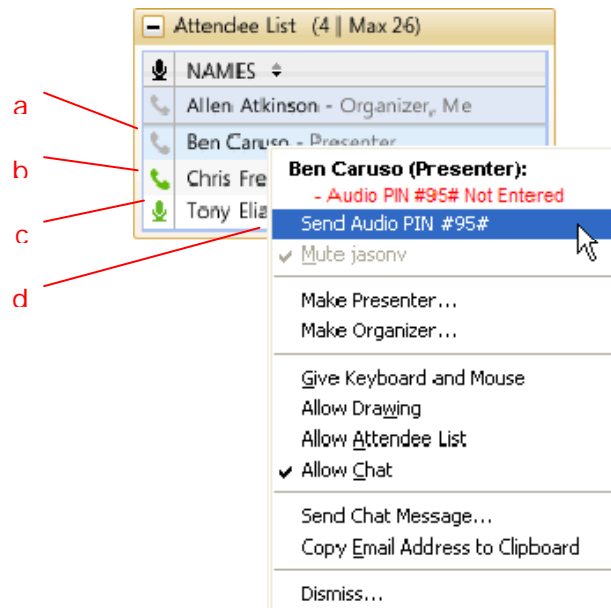 Attendee List (4 || Max 26)
NAMES
Allen Atkinson - Organizer, Me
a
Ben Caruso - Presenter
b
Chris Fre
Ben Caruso (Presenter):
- Audio PIN #95# Not Entered
c
Tony Elia
Send Audio PIN #95#
Mute jasonv
d
Make Presenter...
Make Organizer...
Give Keyboard and Mouse
Allow Drawing
Allow Attendee List
Allow Chat
Send Chat Message...
Copy Email Address to Clipboard
Dismiss...